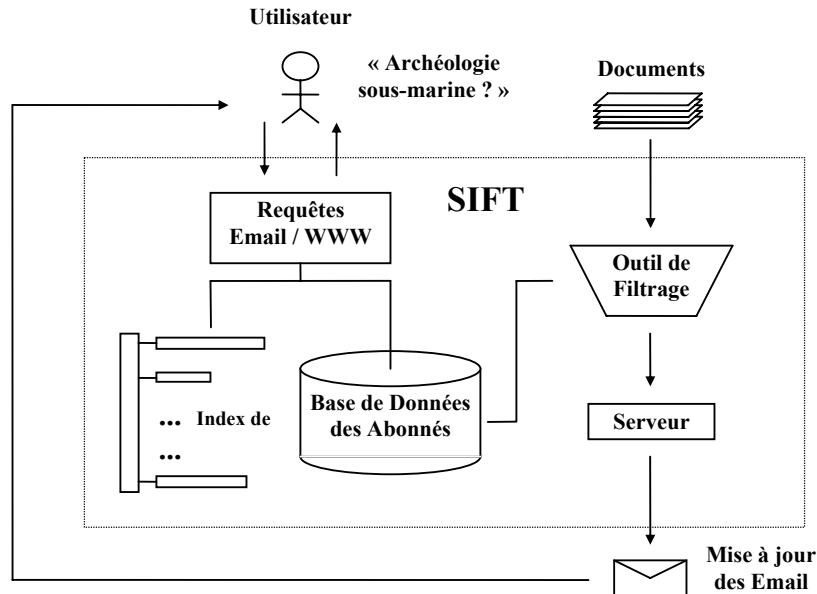 Utilisateur
« Archéologie
sous-marine ? »
Documents
SIFT
Requêtes
Email / WWW
Outil de
Filtrage
Base de Données
des Abonnés
... Index de
...
Serveur
Mise à jour
des Email